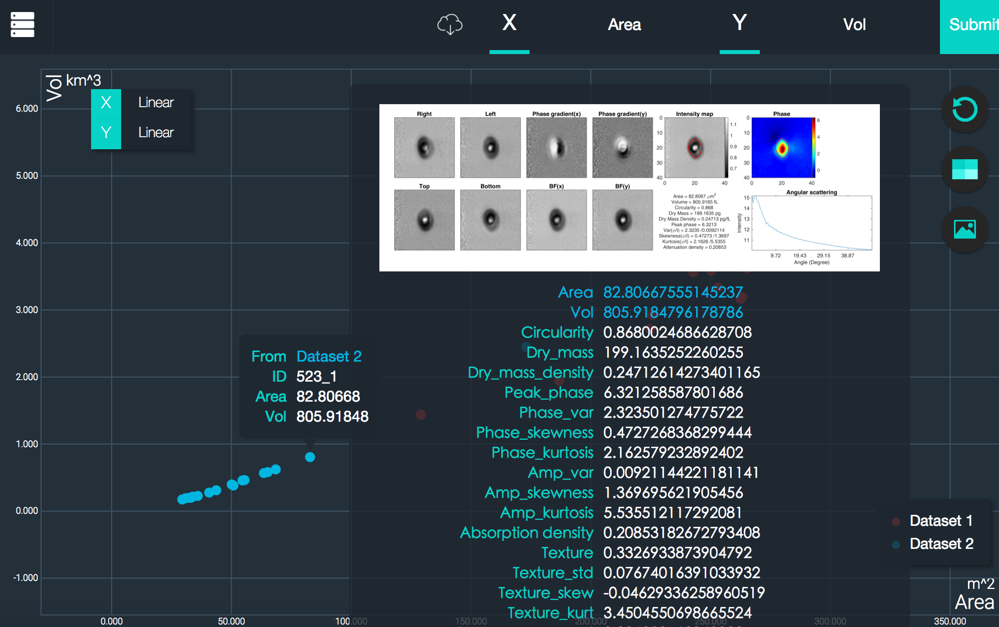 X Area Y Vol Submit
Vol km^3
X Linear
Y Linear
6.000
5.000
4.000
3.000
2.000
1.000
0.000
-1.000
0.000 50.000 100.000 150.000 200.000 250.000 300.000 350.000
m^2
Area
Right Left Phase gradient(x) Phase gradient(y) Intensity map Phase
0 10 20 30 40
0 20 40
1.1 1 0.9 0.8 0.7
0 10 20 30 40
0 20 40
6 4 2 0
Top Bottom BF(x) BF(y)
Area = 82.8067 μm²
Volume = 805.9185 fL
Circularity = 0.868
Dry Mass = 199.1635 pg
Dry Mass Density = 0.24713 pg/fL
Peak phase = 6.3213
Var(ϕ/I) = 2.3235 /0.0092114
Skewness(ϕ/I) = 0.47273 /1.3697
Kurtosis(ϕ/I) = 2.1626 /5.5355
Attenuation density = 0.20853
Angular scattering
Intensity
15 14 13 12 11
9.72 19.43 29.15 38.87
Angle (Degree)
From Dataset 2
ID 523_1
Area 82.80668
Vol 805.91848
Area 82.80667555145237
Vol 805.9184796178786
Circularity 0.8680024686628708
Dry_mass 199.1635252260255
Dry_mass_density 0.24712614273401165
Peak_phase 6.321258587801686
Phase_var 2.323501274775722
Phase_skewness 0.4727268368299444
Phase_kurtosis 2.162579232892402
Amp_var 0.00921144221181141
Amp_skewness 1.369695621905456
Amp_kurtosis 5.535512117292081
Absorption density 0.20853182672793408
Texture 0.3326933873904792
Texture_std 0.07674016391033932
Texture_skew -0.04629336258960519
Texture_kurt 3.4504550698665524
Dataset 1
Dataset 2